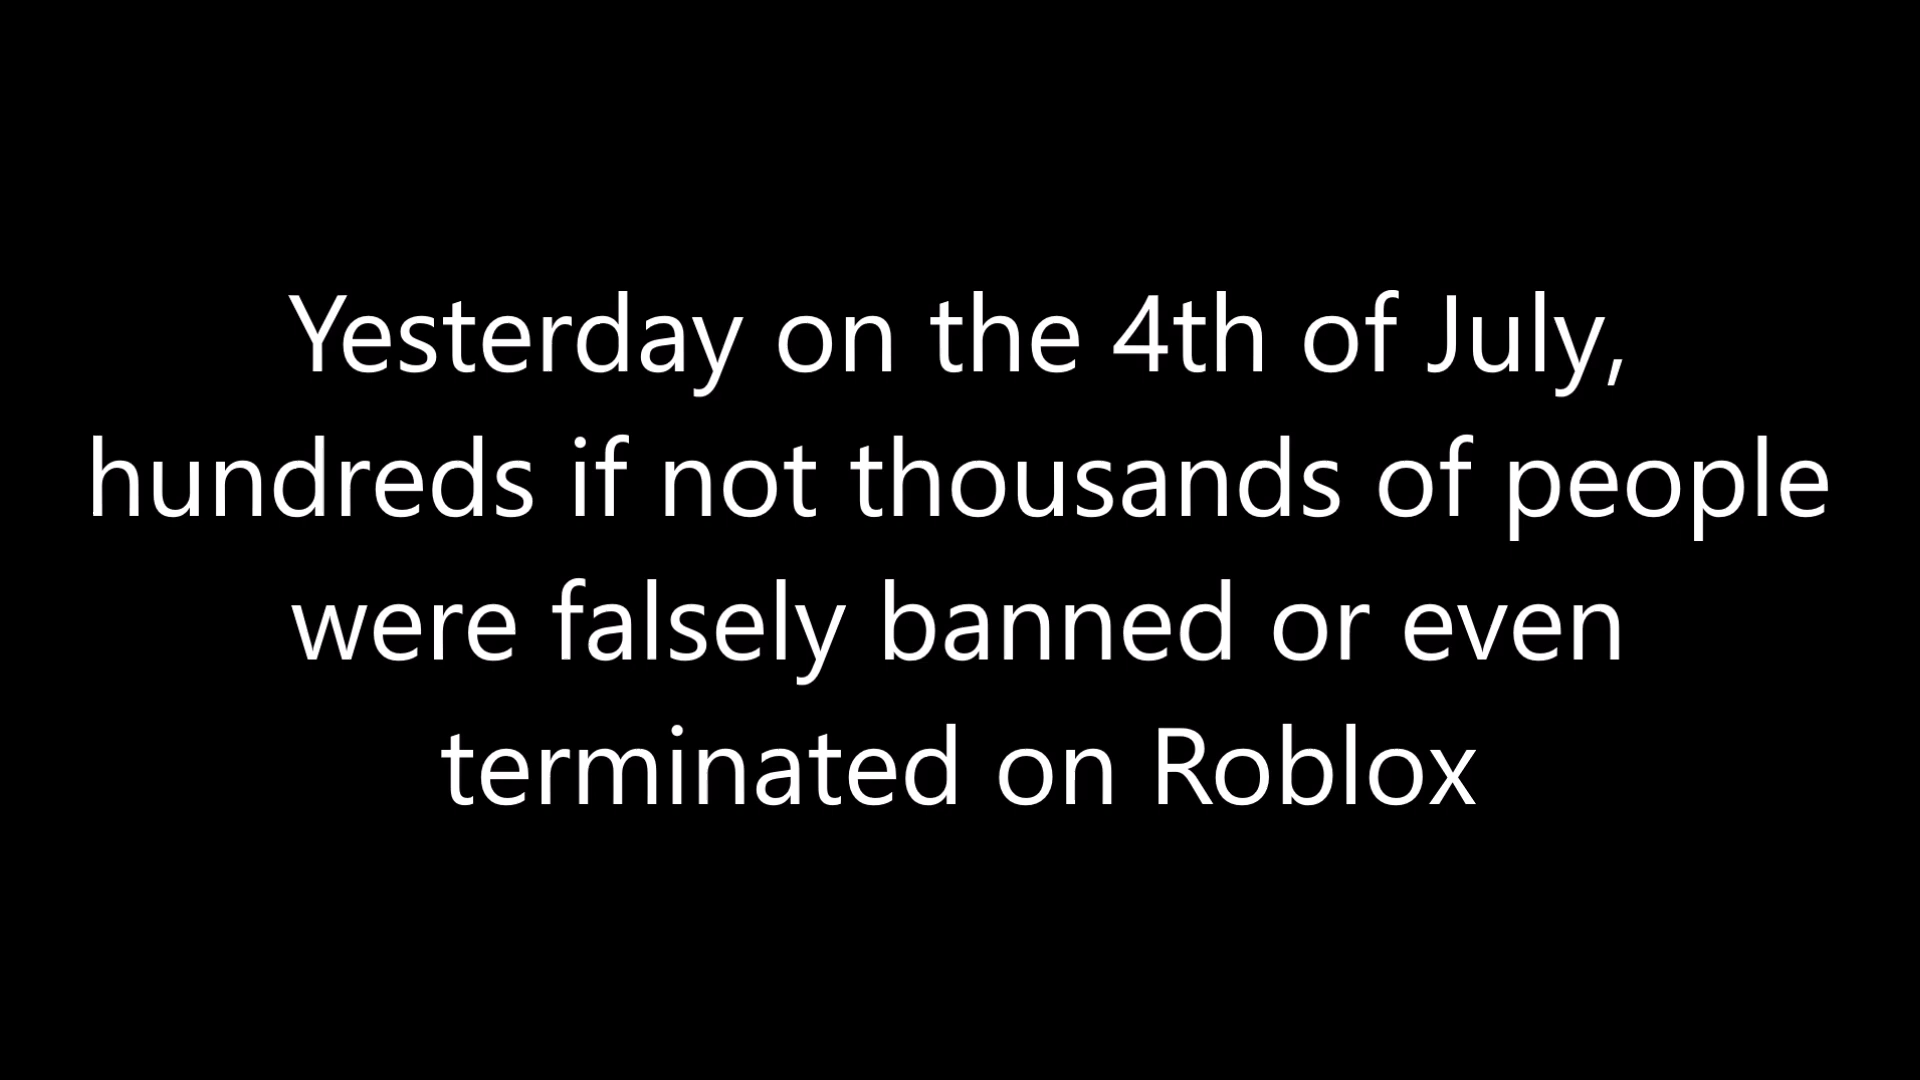 Yesterday on the 4th of July,
hundreds if not thousands of people
were falsely banned or even
terminated on Roblox